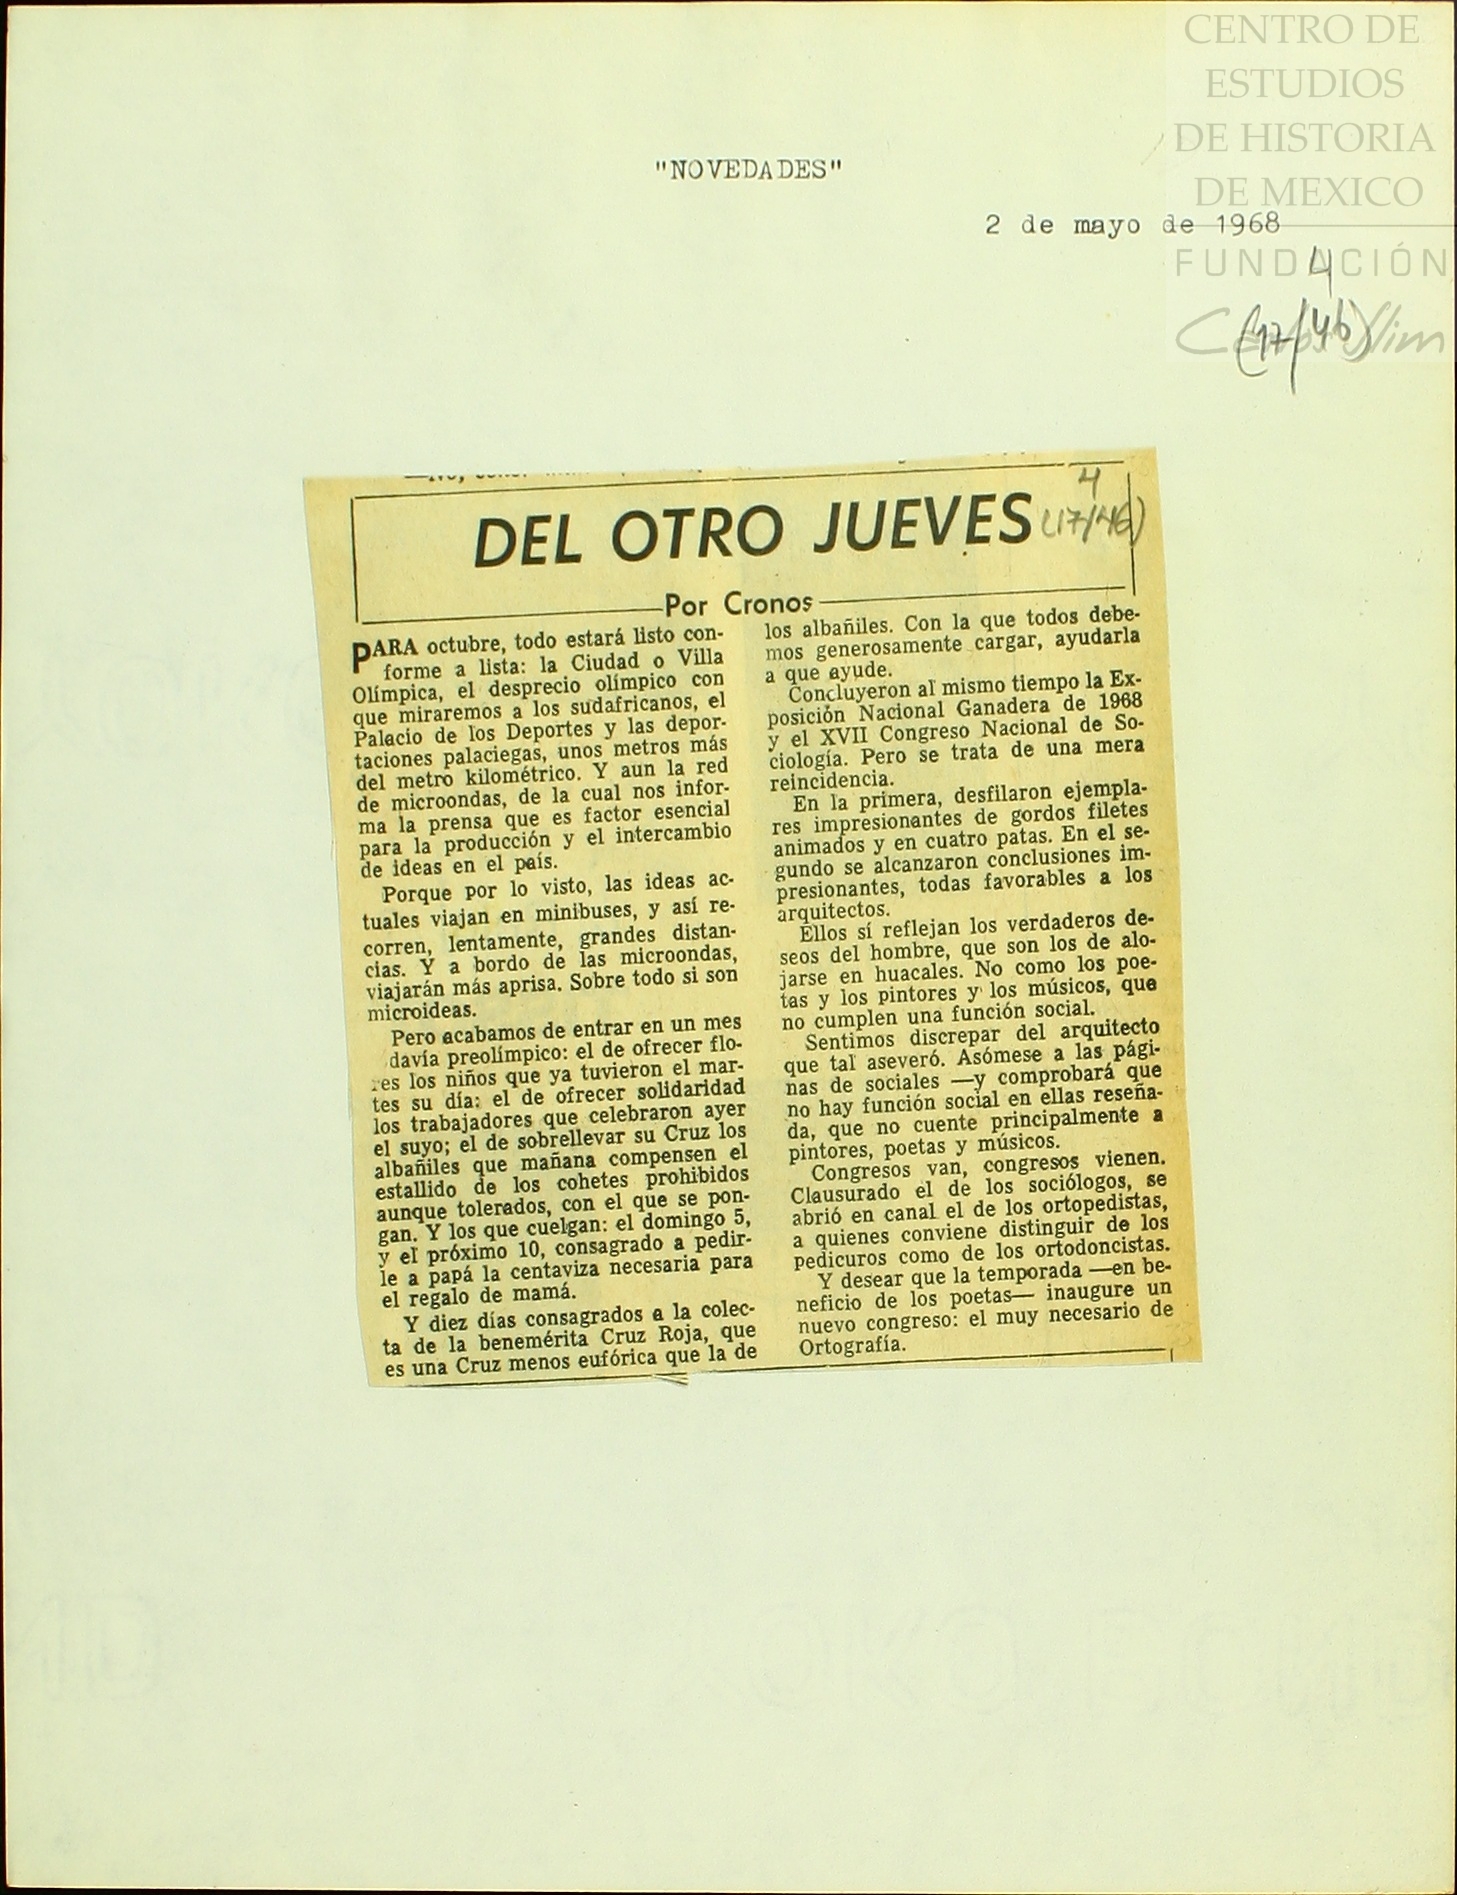 CENTRO DE
ESTUDIOS
DE HISTORIA
DE MEXICO
FUNDACIÓN
Carlos Slim
"NOVEDADES"
2 de mayo de 1968
4
(17/46)
4
(17/46)
DEL OTRO JUEVES
Por Cronos
PARA octubre, todo estará listo con-
forme a lista: la Ciudad o Villa
Olímpica, el desprecio olímpico con
que miraremos a los sudafricanos, el
Palacio de los Deportes y las depor-
taciones palaciegas, unos metros más
del metro kilométrico. Y aun la red
de microondas, de la cual nos infor-
ma la prensa que es factor esencial
para la producción y el intercambio
de ideas en el país.
Porque por lo visto, las ideas ac-
tuales viajan en minibuses, y así re-
corren, lentamente, grandes distan-
cias. Y a bordo de las microondas,
viajarán más aprisa. Sobre todo si son
microideas.
Pero acabamos de entrar en un mes
davía preolímpico: el de ofrecer flo-
res los niños que ya tuvieron el mar-
tes su día: el de ofrecer solidaridad
los trabajadores que celebraron ayer
el suyo; el de sobrellevar su Cruz los
albañiles que mañana compensen el
estallido de los cohetes prohibidos
aunque tolerados, con el que se pon-
gan. Y los que cuelgan: el domingo 5,
y el próximo 10, consagrado a pedir-
le a papá la centaviza necesaria para
el regalo de mamá.
Y diez días consagrados a la colec-
ta de la benemérita Cruz Roja, que
es una Cruz menos eufórica que la de
los albañiles. Con la que todos debe-
mos generosamente cargar, ayudarla
a que ayude.
Concluyeron al mismo tiempo la Ex-
posición Nacional Ganadera de 1968
y el XVII Congreso Nacional de So-
ciología. Pero se trata de una mera
reincidencia.
En la primera, desfilaron ejempla-
res impresionantes de gordos filetes
animados y en cuatro patas. En el se-
gundo se alcanzaron conclusiones im-
presionantes, todas favorables a los
arquitectos.
Ellos sí reflejan los verdaderos de-
seos del hombre, que son los de alo-
jarse en huacales. No como los poe-
tas y los pintores y los músicos, que
no cumplen una función social.
Sentimos discrepar del arquitecto
que tal aseveró. Asómese a las pági-
nas de sociales —y comprobará que
no hay función social en ellas reseña-
da, que no cuente principalmente a
pintores, poetas y músicos.
Congresos van, congresos vienen.
Clausurado el de los sociólogos, se
abrió en canal el de los ortopedistas,
a quienes conviene distinguir de los
pedicuros como de los ortodoncistas.
Y desear que la temporada —en be-
neficio de los poetas— inaugure un
nuevo congreso: el muy necesario de
Ortografía.